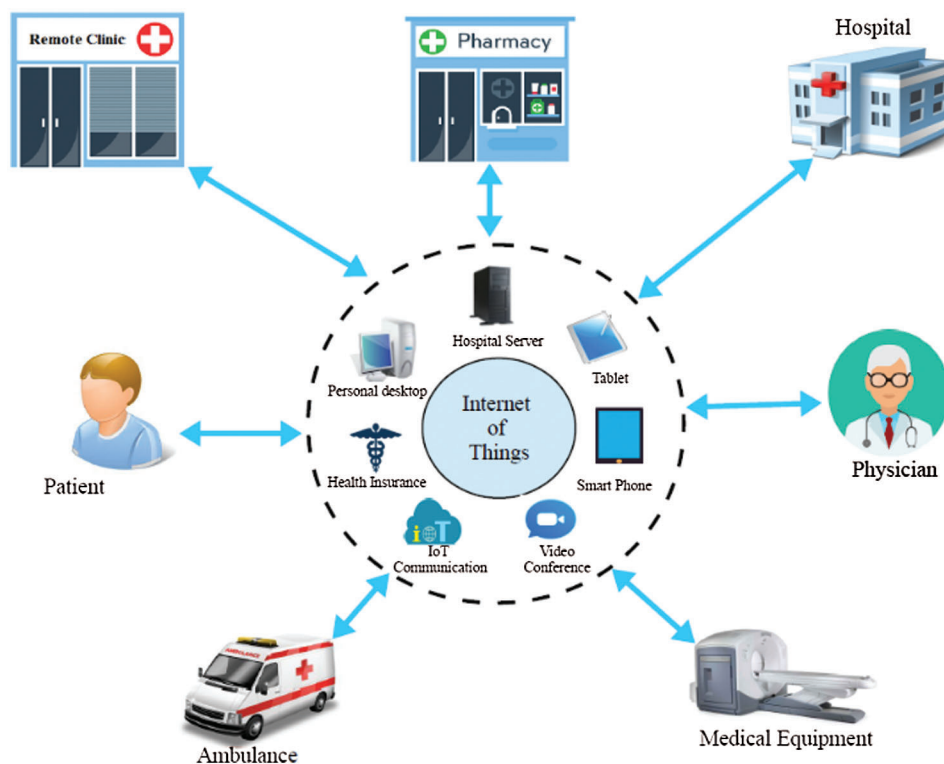 Remote Clinic
Pharmacy
Hospital
Hospital Server
Personal desktop
Tablet
Internet
of
Things
Patient
Health Insurance
Smart Phone
Physician
IoT
IoT
Communication
Video
Conference
AMBULANCE
Ambulance
Medical Equipment